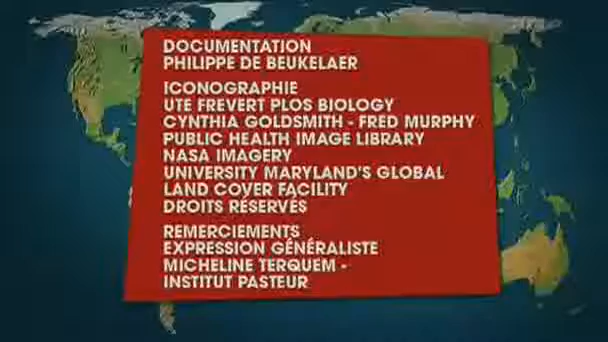 DOCUMENTATION
PHILIPPE DE BEUKELAER
ICONOGRAPHIE
UTE FREVERT PLOS BIOLOGY
CYNTHIA GOLDSMITH - FRED MURPHY
PUBLIC HEALTH IMAGE LIBRARY
NASA IMAGERY
UNIVERSITY MARYLAND'S GLOBAL
LAND COVER FACILITY
DROITS RÉSERVÉS
REMERCIEMENTS
EXPRESSION GÉNÉRALISTE
MICHELINE TERQUEM -
INSTITUT PASTEUR